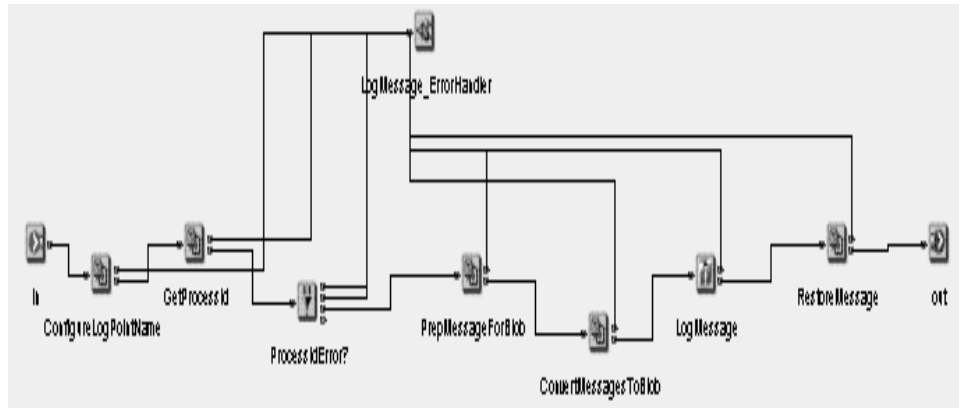 LogMessage_ErrorHandler
In
ConfigureLogPointName
GetProcessId
ProcessIdError?
PrepMessageForBlob
ConvertMessagesToBlob
LogMessage
RestoreMessage
out